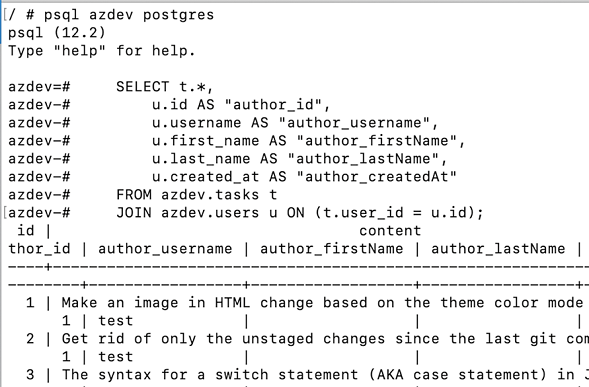 / # psql azdev postgres
psql (12.2)
Type "help" for help.
azdev=#     SELECT t.*,
azdev-#         u.id AS "author_id",
azdev-#         u.username AS "author_username",
azdev-#         u.first_name AS "author_firstName",
azdev-#         u.last_name AS "author_lastName",
azdev-#         u.created_at AS "author_createdAt"
azdev-#     FROM azdev.tasks t
azdev-#     JOIN azdev.users u ON (t.user_id = u.id);
 id |                                  content
thor_id | author_username | author_firstName | author_lastName |
----+------------------------------------------------------
--------+-----------------+------------------+-----------------+
  1 | Make an image in HTML change based on the theme color mode
      1 | test            |                  |                 |
  2 | Get rid of only the unstaged changes since the last git com
      1 | test            |                  |                 |
  3 | The syntax for a switch statement (AKA case statement) in J